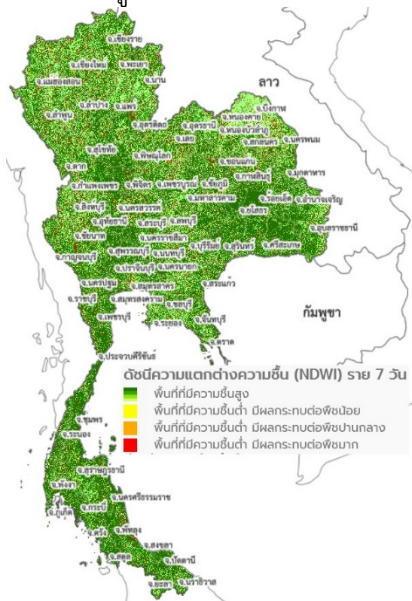 จ.เชียงราย
จ.เชียงใหม่ จ.พะเยา
จ.แม่ฮ่องสอน จ.น่าน
ลาว
จ.ลำปาง จ.แพร่
จ.ลำพูน
จ.บึงกาฬ
จ.อุตรดิตถ์ จ.อุดรธานี จ.หนองคาย
จ.เลย จ.หนองบัวลำภู
จ.สกลนคร จ.นครพนม
จ.สุโขทัย
จ.ตาก จ.พิษณุโลก
จ.ขอนแก่น
จ.กาฬสินธุ์ จ.มุกดาหาร
จ.กำแพงเพชร จ.พิจิตร จ.เพชรบูรณ์ จ.ชัยภูมิ
จ.มหาสารคาม จ.ร้อยเอ็ด จ.อำนาจเจริญ
จ.ยโสธร
จ.สิงห์บุรี จ.นครสวรรค์
จ.อุทัยธานี จ.สระบุรี จ.ลพบุรี
จ.อุบลราชธานี
จ.ชัยนาท จ.นครราชสีมา
จ.สุพรรณบุรี จ.นนทบุรี จ.บุรีรัมย์ จ.สุรินทร์ จ.ศรีสะเกษ
จ.กาญจนบุรี
จ.ปราจีนบุรี จ.นครนายก
จ.นครปฐม จ.สมุทรสาคร จ.สระแก้ว
จ.ราชบุรี จ.สมุทรสงคราม จ.ชลบุรี
กัมพูชา
จ.เพชรบุรี จ.ระยอง จ.จันทบุรี
จ.ตราด
จ.ประจวบคีรีขันธ์
ดัชนีความแตกต่างความชื้น (NDWI) ราย 7 วัน
พื้นที่ที่มีความชื้นสูง
พื้นที่ที่มีความชื้นต่ำ มีผลกระทบต่อพืชน้อย
พื้นที่ที่มีความชื้นต่ำ มีผลกระทบต่อพืชปานกลาง
พื้นที่ที่มีความชื้นต่ำ มีผลกระทบต่อพืชมาก
จ.ชุมพร
จ.ระนอง
จ.สุราษฎร์ธานี
จ.พังงา
จ.นครศรีธรรมราช
จ.กระบี่
จ.ภูเก็ต
จ.ตรัง จ.พัทลุง
จ.สงขลา
จ.สตูล จ.ปัตตานี
จ.ยะลา จ.นราธิวาส